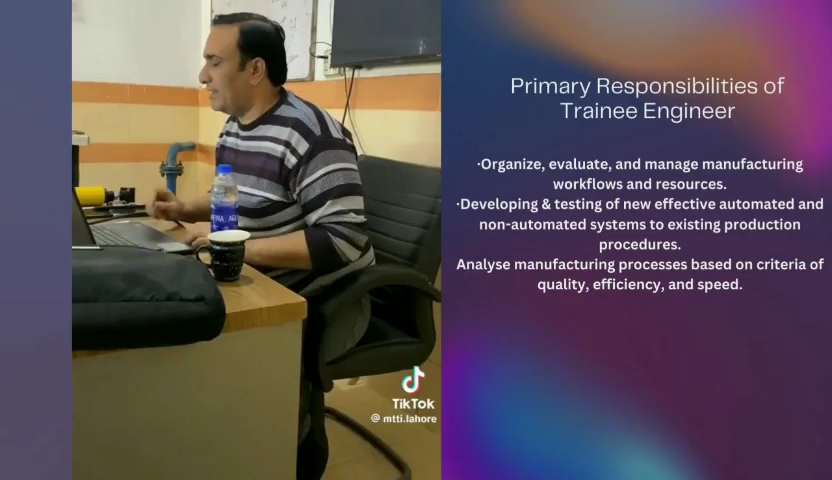 Primary Responsibilities of
Trainee Engineer
·Organize, evaluate, and manage manufacturing
workflows and resources.
·Developing & testing of new effective automated and
non-automated systems to existing production
procedures.
Analyse manufacturing processes based on criteria of
quality, efficiency, and speed.
TikTok
@ mtti.lahore